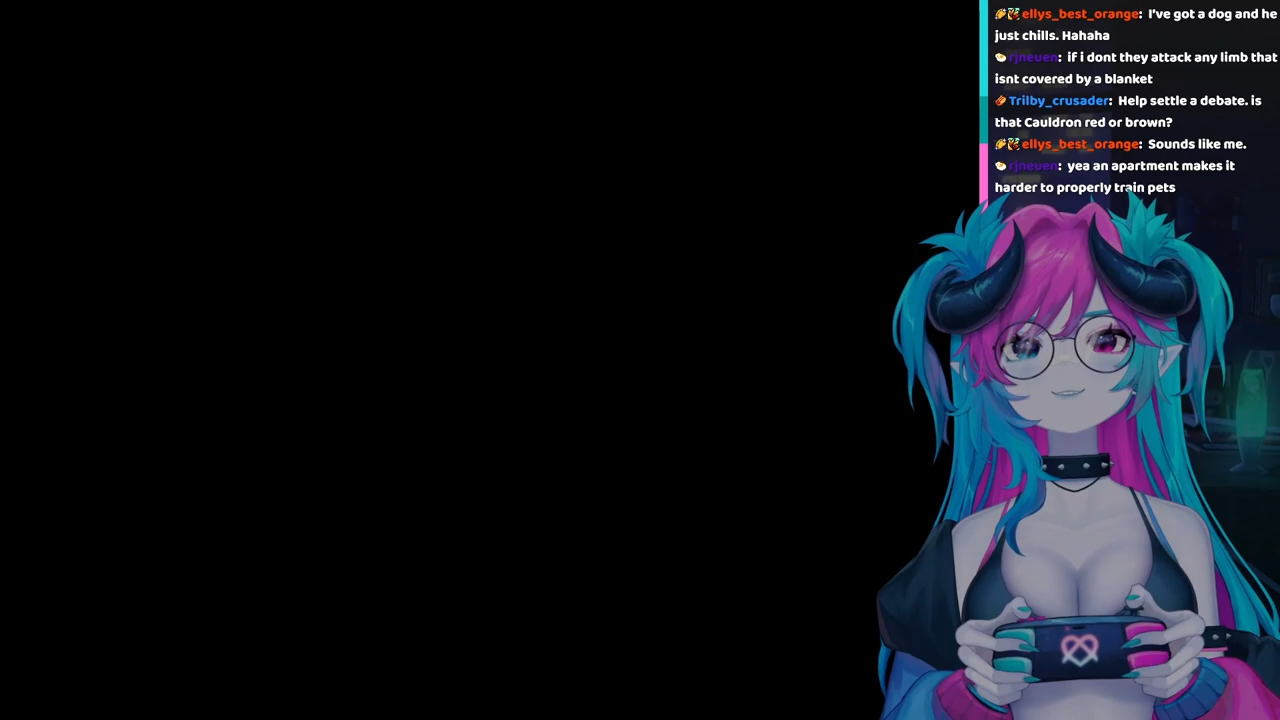 ellys_best_orange: I've got a dog and he
just chills. Hahaha
rjneuen: if i dont they attack any limb that
isnt covered by a blanket
Trilby_crusader: Help settle a debate. is
that Cauldron red or brown?
ellys_best_orange: Sounds like me.
rjneuen: yea an apartment makes it
harder to properly train pets